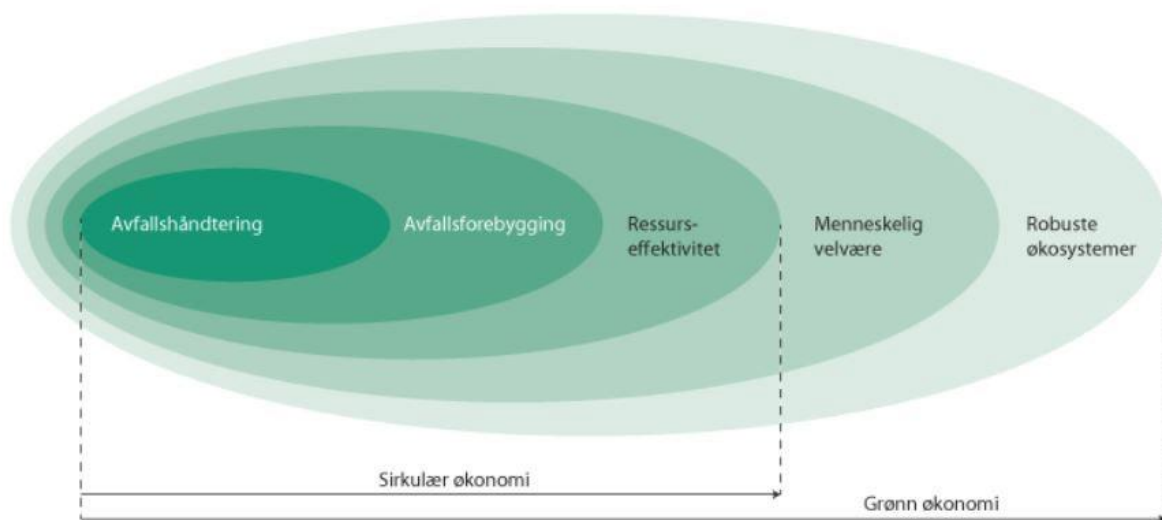 Avfallshåndtering
Avfallsforebygging
Ressurs-
effektivitet
Menneskelig
velvære
Robuste
økosystemer
Sirkulær økonomi
Grønn økonomi